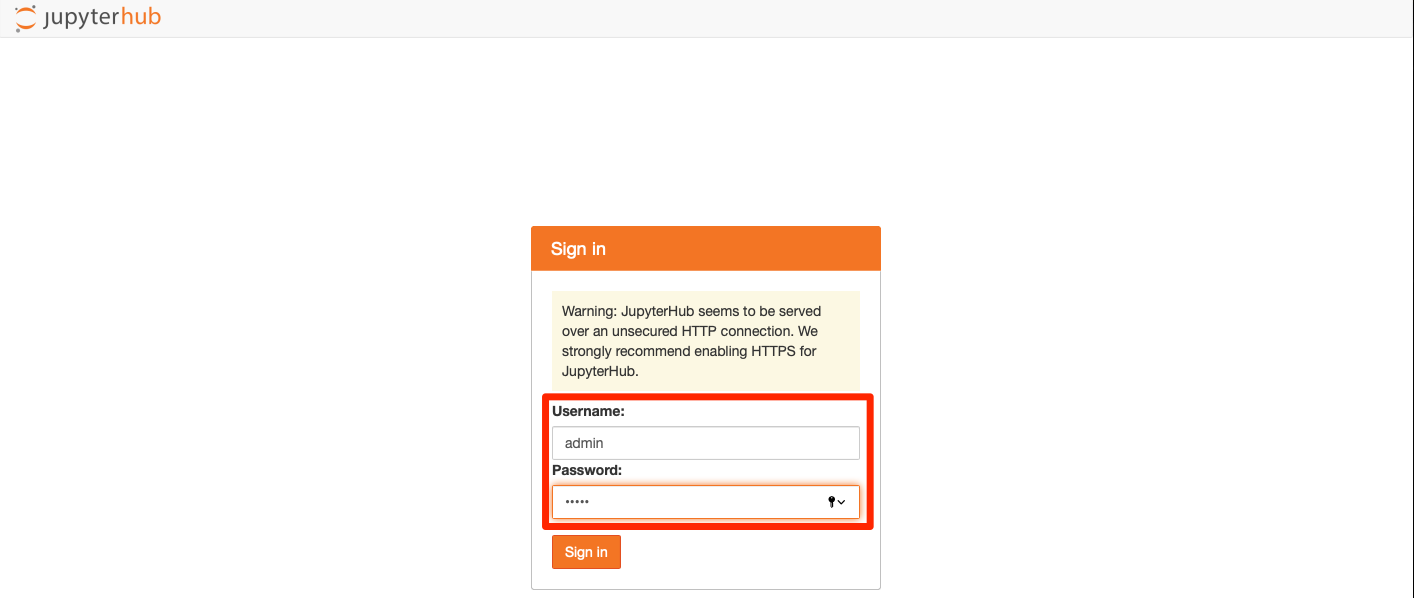 jupyterhub
Sign in
Warning: JupyterHub seems to be served
over an unsecured HTTP connection. We
strongly recommend enabling HTTPS for
JupyterHub.
Username:
admin
Password:
•••••
Sign in